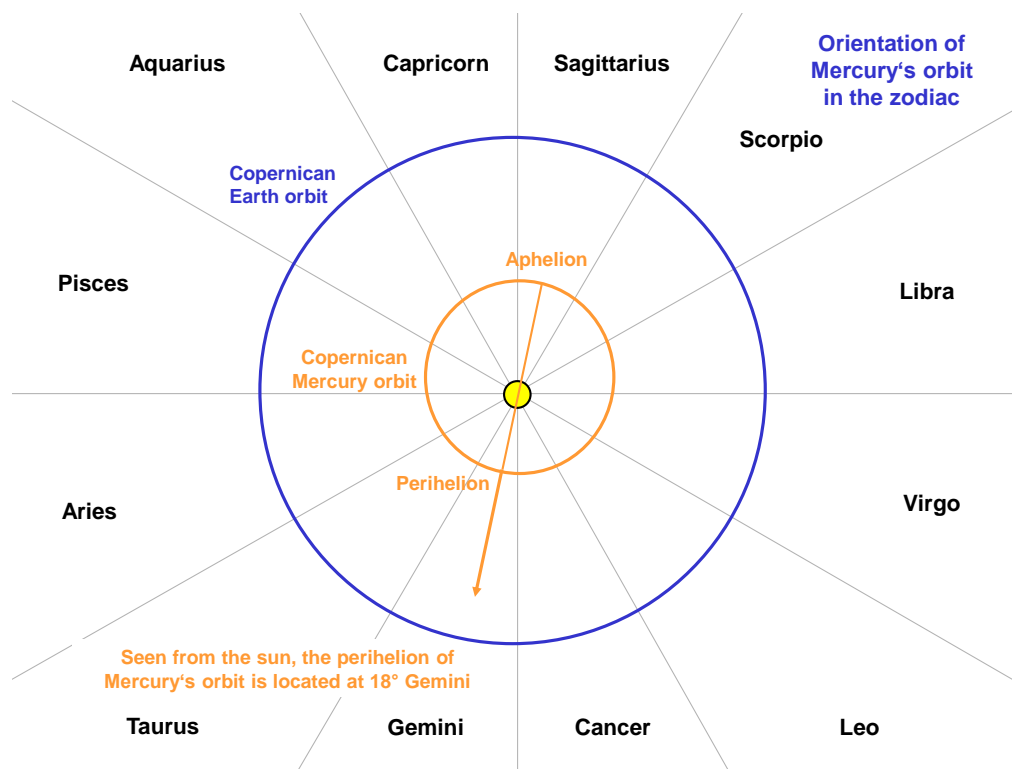 Aquarius
Capricorn
Sagittarius
Orientation of
Mercury‘s orbit
in the zodiac
Scorpio
Copernican
Earth orbit
Aphelion
Pisces
Libra
Copernican
Mercury orbit
Perihelion
Aries
Virgo
Seen from the sun, the perihelion of
Mercury‘s orbit is located at 18° Gemini
Taurus
Gemini
Cancer
Leo